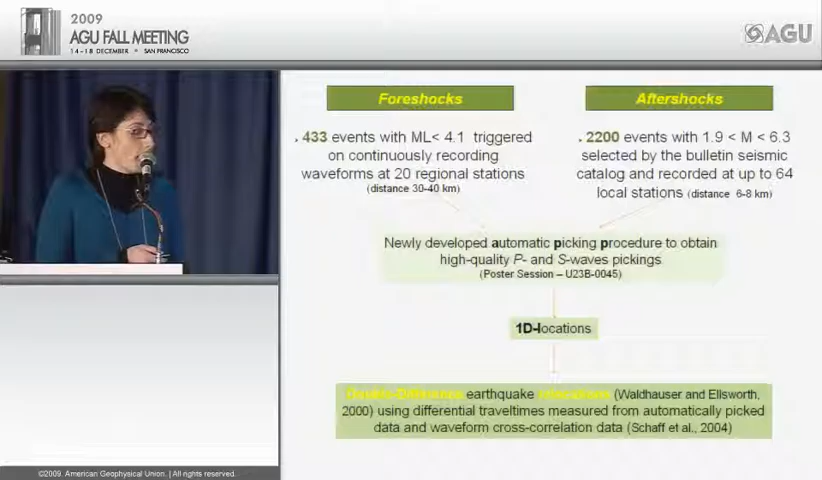 2009
AGU FALL MEETING
14 - 18 DECEMBER • SAN FRANCISCO
AGU
Foreshocks
Aftershocks
. 433 events with ML< 4.1 triggered
on continuously recording
waveforms at 20 regional stations
(distance 30-40 km)
. 2200 events with 1.9 < M < 6.3
selected by the bulletin seismic
catalog and recorded at up to 64
local stations (distance 6-8 km)
Newly developed automatic picking procedure to obtain
high-quality P- and S-waves pickings
(Poster Session – U23B-0045)
1D-locations
Double-Difference earthquake relocations (Waldhauser and Ellsworth,
2000) using differential traveltimes measured from automatically picked
data and waveform cross-correlation data (Schaff et al., 2004)
©2009. American Geophysical Union. | All rights reserved.